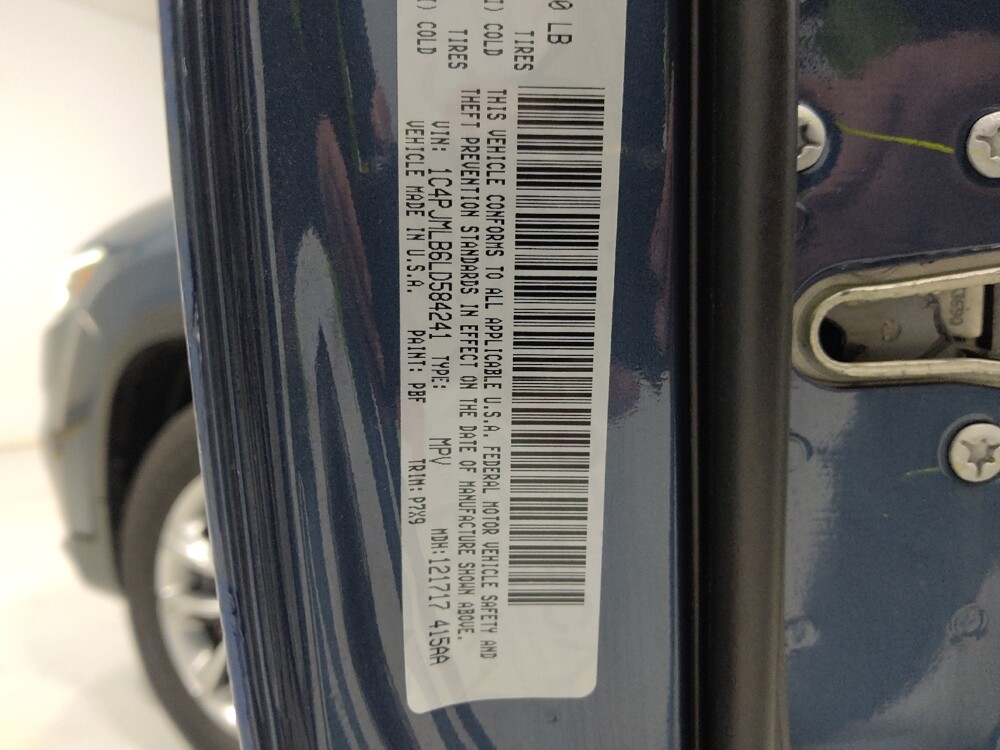 0 LB
TIRES
I) COLD
TIRES
I) COLD
THIS VEHICLE CONFORMS TO ALL APPLICABLE U.S.A. FEDERAL MOTOR VEHICLE SAFETY AND
THEFT PREVENTION STANDARDS IN EFFECT ON THE DATE OF MANUFACTURE SHOWN ABOVE.
VIN: 1C4PJMLB6LD584241 TYPE: MPV MDH:121717 415AA
VEHICLE MADE IN U.S.A. PAINT: PBF TRIM: P7X9